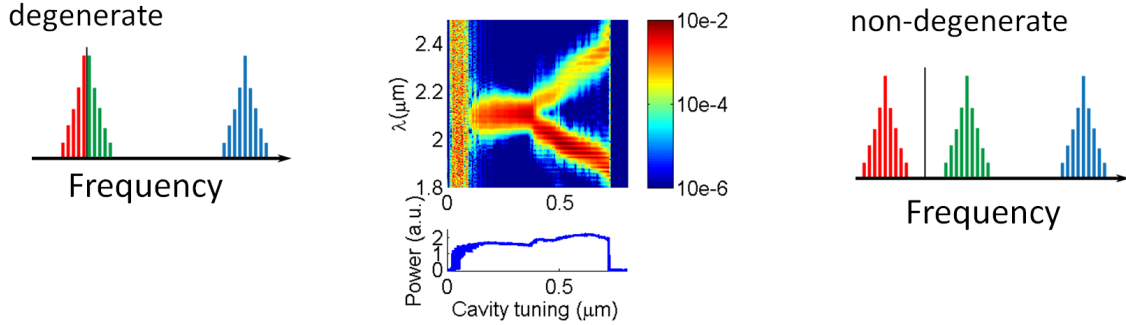 degenerate
Frequency
λ(μm)
2.4
2.2
2
1.8
0
0.5
10e-2
10e-4
10e-6
Power (a.u.)
2
1
0
0
0.5
Cavity tuning (μm)
non-degenerate
Frequency